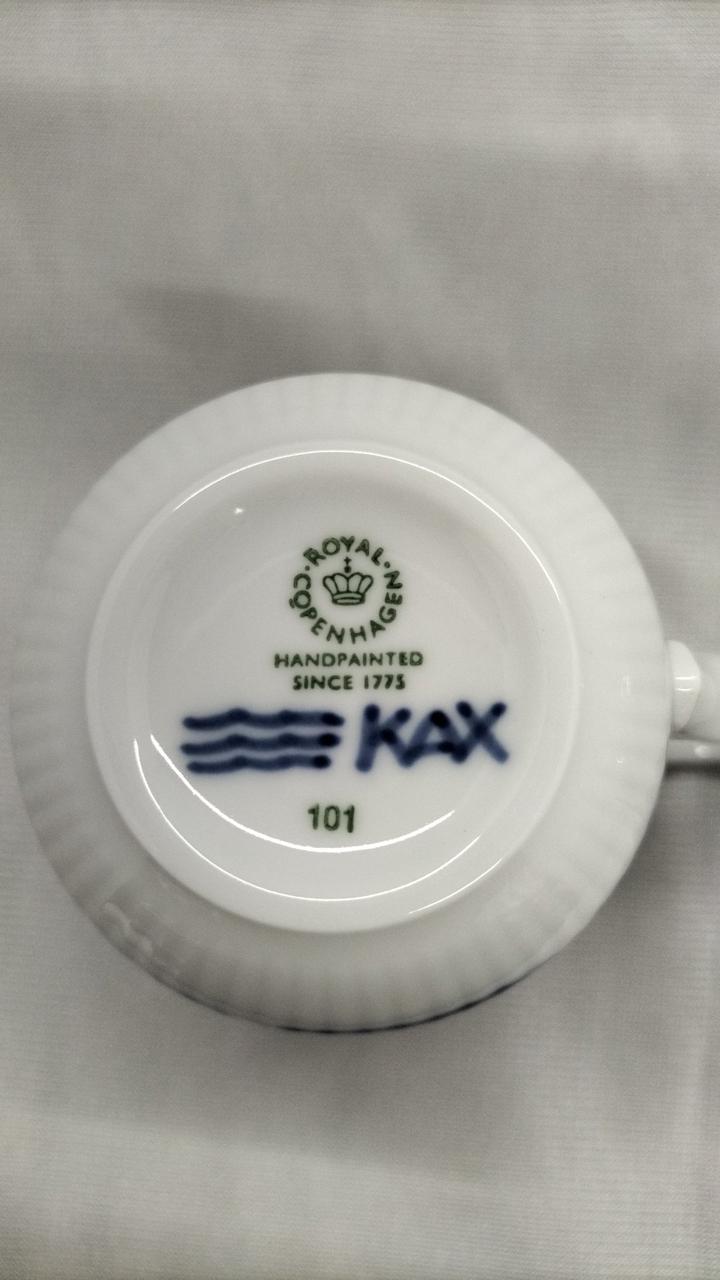 ROYAL · COPENHAGEN ·
HANDPAINTED
SINCE 1775
KAX
101